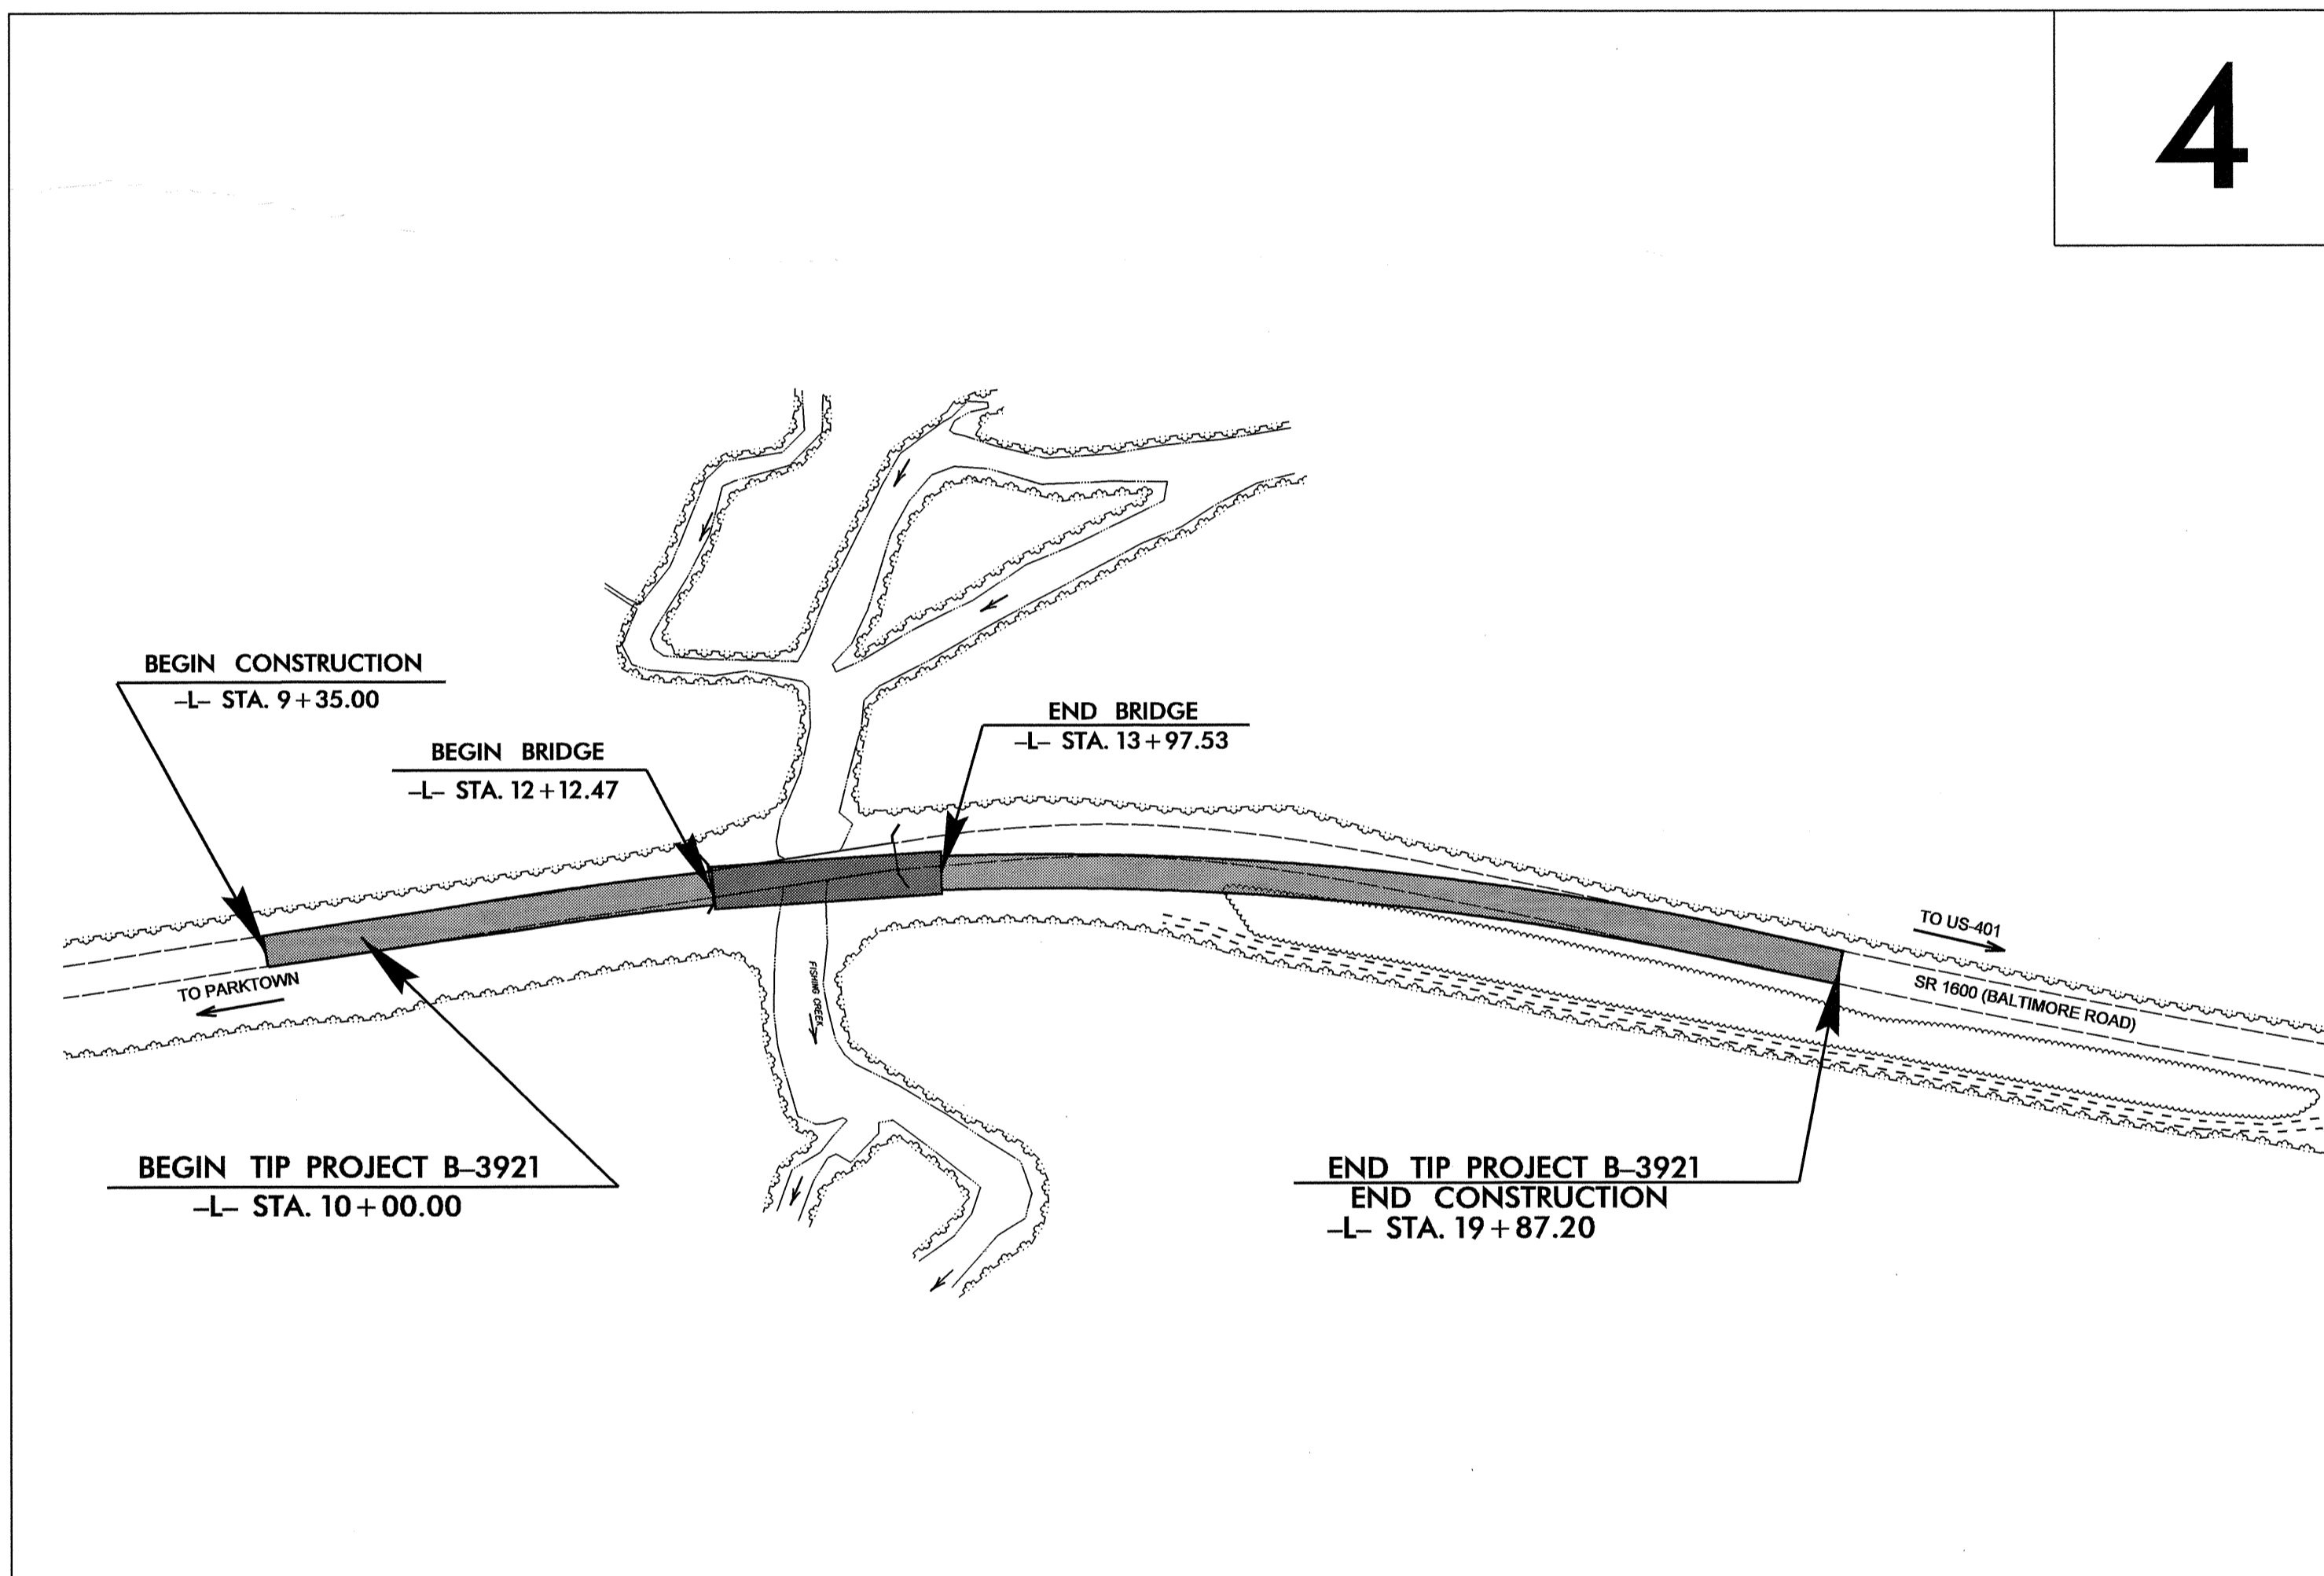 4
BEGIN CONSTRUCTION
–L– STA. 9+35.00
BEGIN BRIDGE
–L– STA. 12+12.47
END BRIDGE
–L– STA. 13+97.53
TO US-401
SR 1600 (BALTIMORE ROAD)
TO PARKTOWN
FISHING CREEK
BEGIN TIP PROJECT B–3921
–L– STA. 10+00.00
END TIP PROJECT B–3921
END CONSTRUCTION
–L– STA. 19+87.20